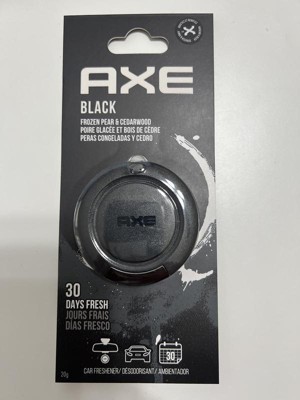 AXE
BLACK
FROZEN PEAR & CEDARWOOD
POIRE GLACÉE ET BOIS DE CÈDRE
PERAS CONGELADAS Y CEDRO
AXE
30
DAYS FRESH
JOURS FRAIS
DÍAS FRESCO
30
CAR FRESHENER/ DÉSODORISANT/ AMBIENTADOR
20g